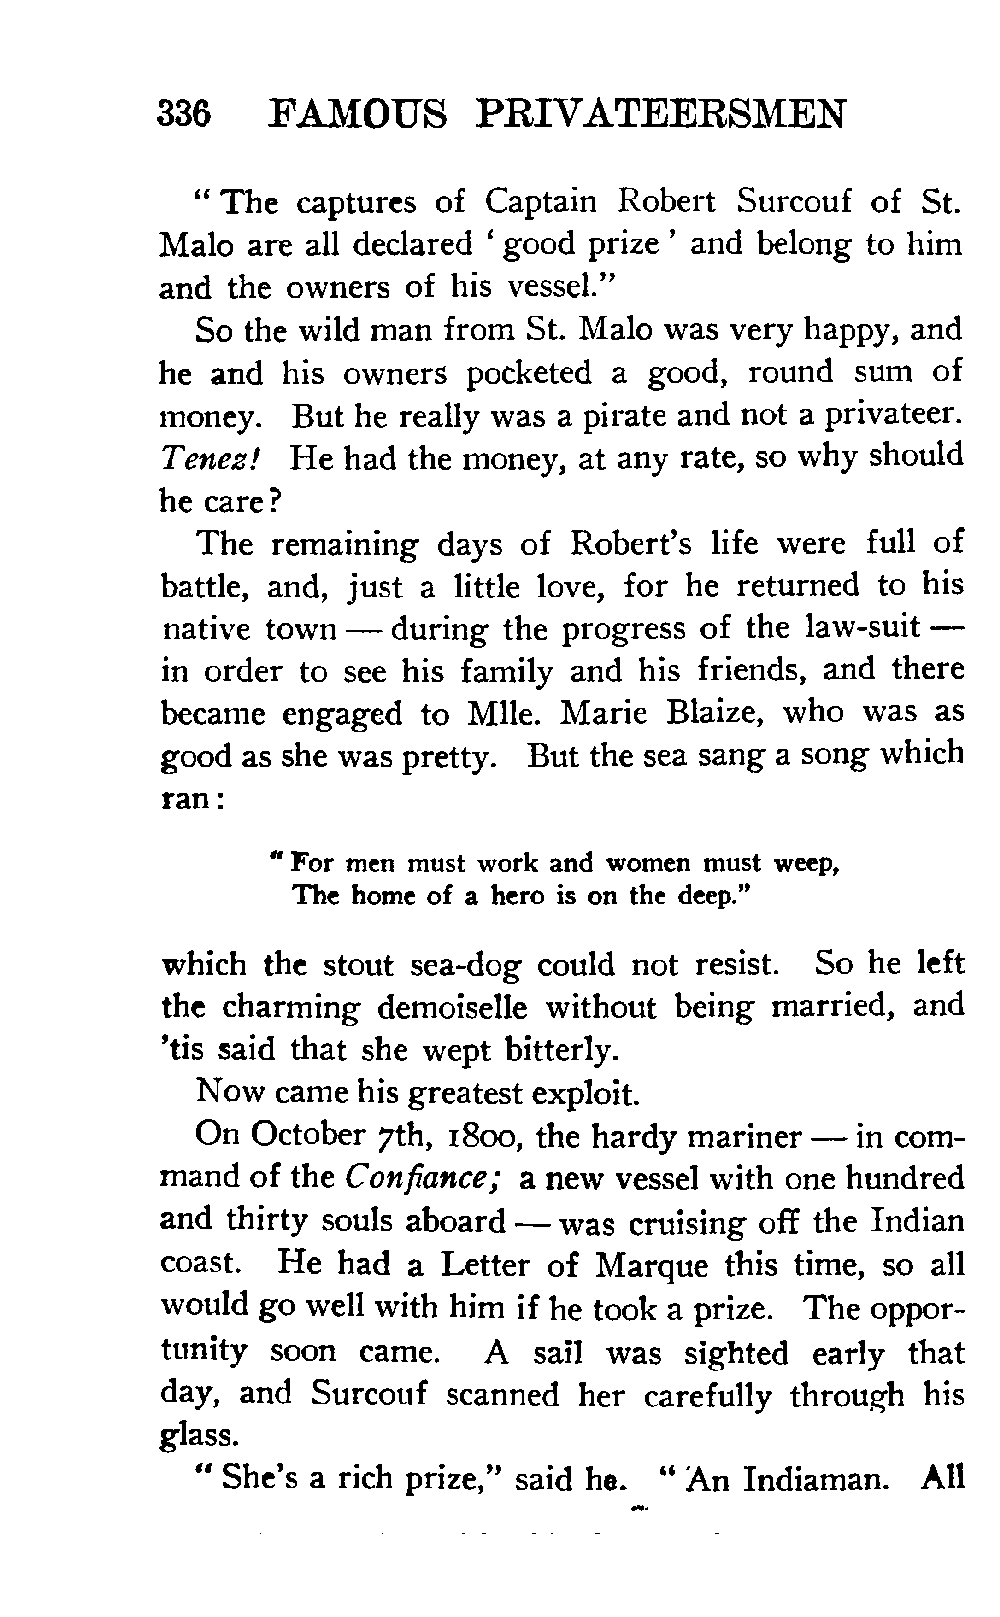 336 FAMOUS PRIVATEERSMEN
" The captures of Captain Robert Surcouf of St.
Malo are all declared ' good prize ' and belong to him
and the owners of his vessel."
So the wild man from St. Malo was very happy, and
he and his owners pocketed a good, round sum of
money. But he really was a pirate and not a privateer.
Tenez! He had the money, at any rate, so why should
he care?
The remaining days of Robert's life were full of
battle, and, just a little love, for he returned to his
native town — during the progress of the law-suit —
in order to see his family and his friends, and there
became engaged to Mlle. Marie Blaize, who was as
good as she was pretty. But the sea sang a song which
ran:
" For men must work and women must weep,
The home of a hero is on the deep."
which the stout sea-dog could not resist. So he left
the charming demoiselle without being married, and
'tis said that she wept bitterly.
Now came his greatest exploit.
On October 7th, 1800, the hardy mariner — in com-
mand of the Confiance; a new vessel with one hundred
and thirty souls aboard — was cruising off the Indian
coast. He had a Letter of Marque this time, so all
would go well with him if he took a prize. The oppor-
tunity soon came. A sail was sighted early that
day, and Surcouf scanned her carefully through his
glass.
" She's a rich prize," said he. " An Indiaman. All